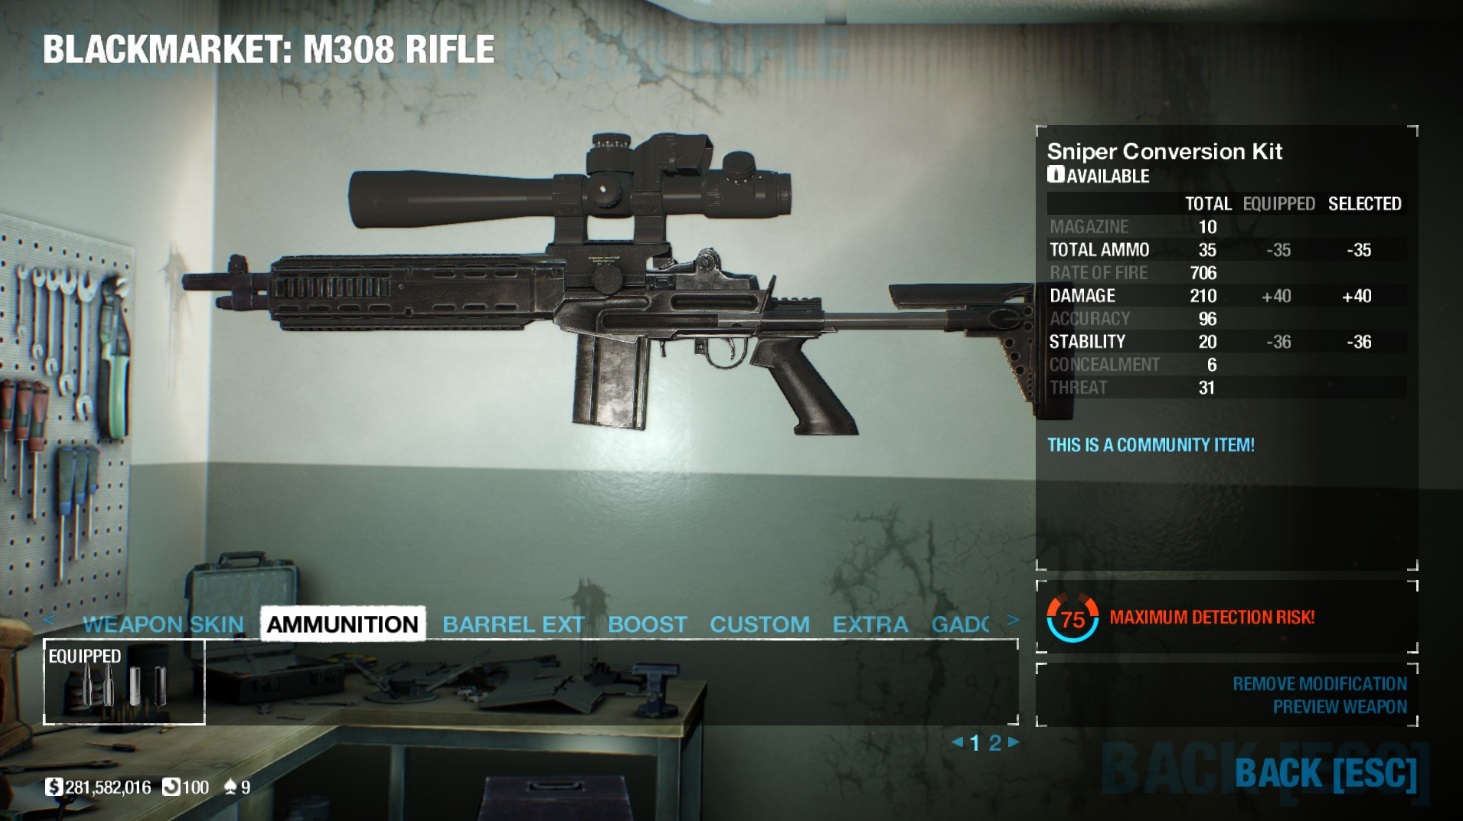 BLACKMARKET: M308 RIFLE
Sniper Conversion Kit
AVAILABLE
TOTAL EQUIPPED SELECTED
MAGAZINE 10
TOTAL AMMO 35 -35 -35
RATE OF FIRE 706
DAMAGE 210 +40 +40
ACCURACY 96
STABILITY 20 -36 -36
CONCEALMENT 6
THREAT 31
THIS IS A COMMUNITY ITEM!
< WEAPON SKIN AMMUNITION BARREL EXT BOOST CUSTOM EXTRA GADG >
EQUIPPED
75 MAXIMUM DETECTION RISK!
REMOVE MODIFICATION
PREVIEW WEAPON
1 2
$281,582,016 100 ♠ 9
BACK [ESC]